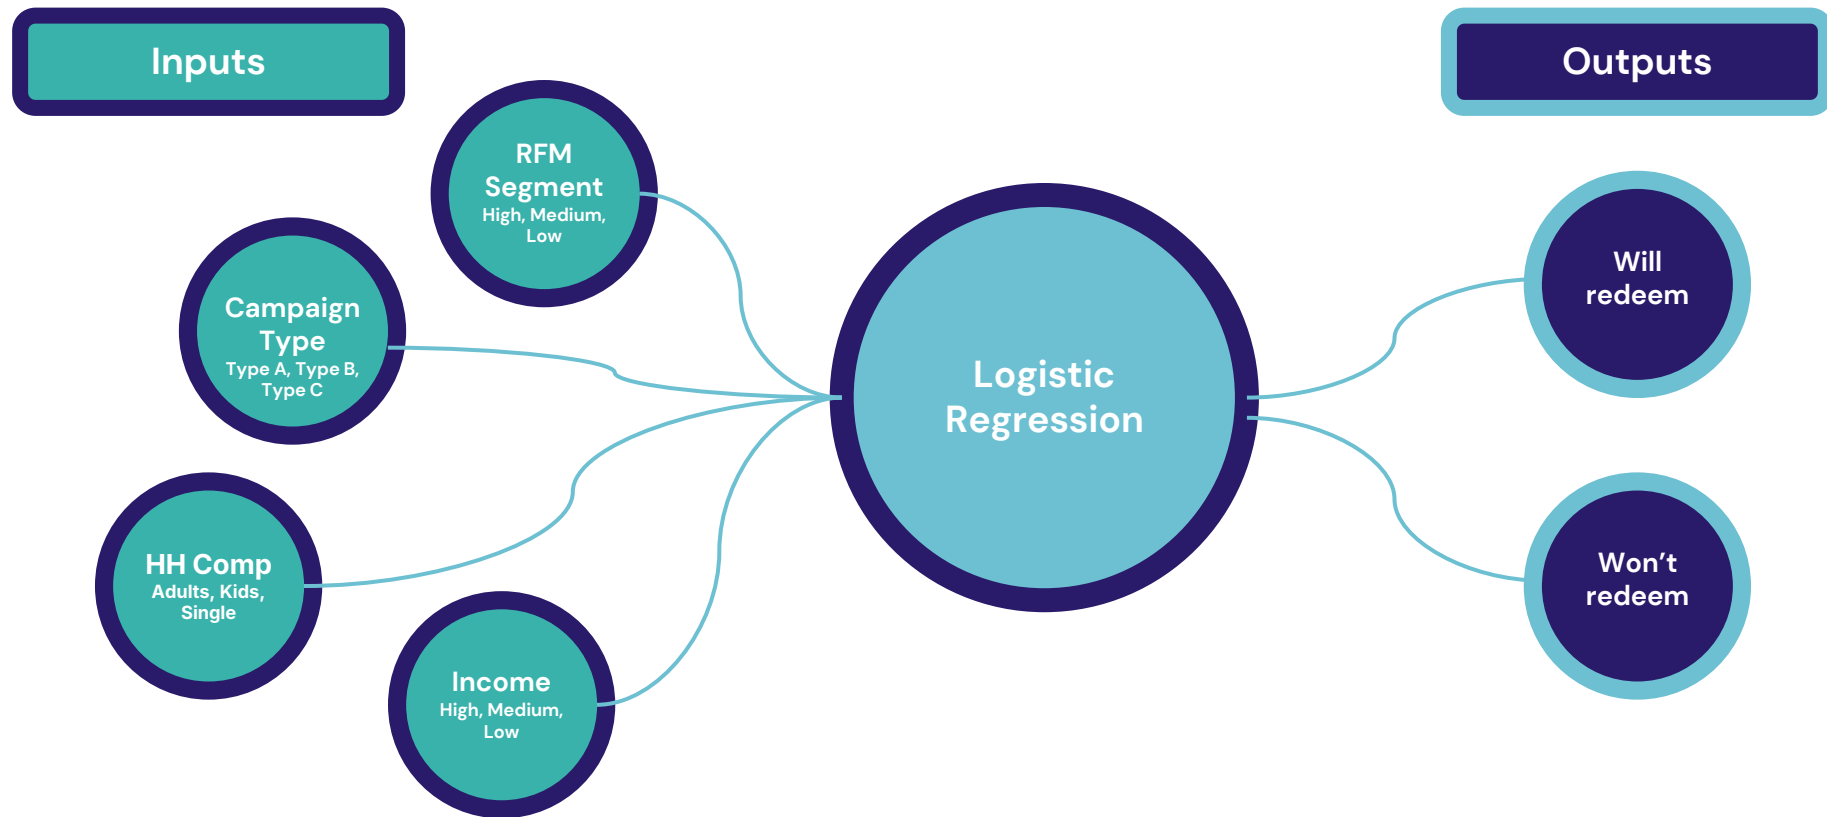 Inputs
Outputs
RFM
Segment
High, Medium,
Low
Campaign
Type
Type A, Type B,
Type C
HH Comp
Adults, Kids,
Single
Income
High, Medium,
Low
Logistic
Regression
Will
redeem
Won’t
redeem